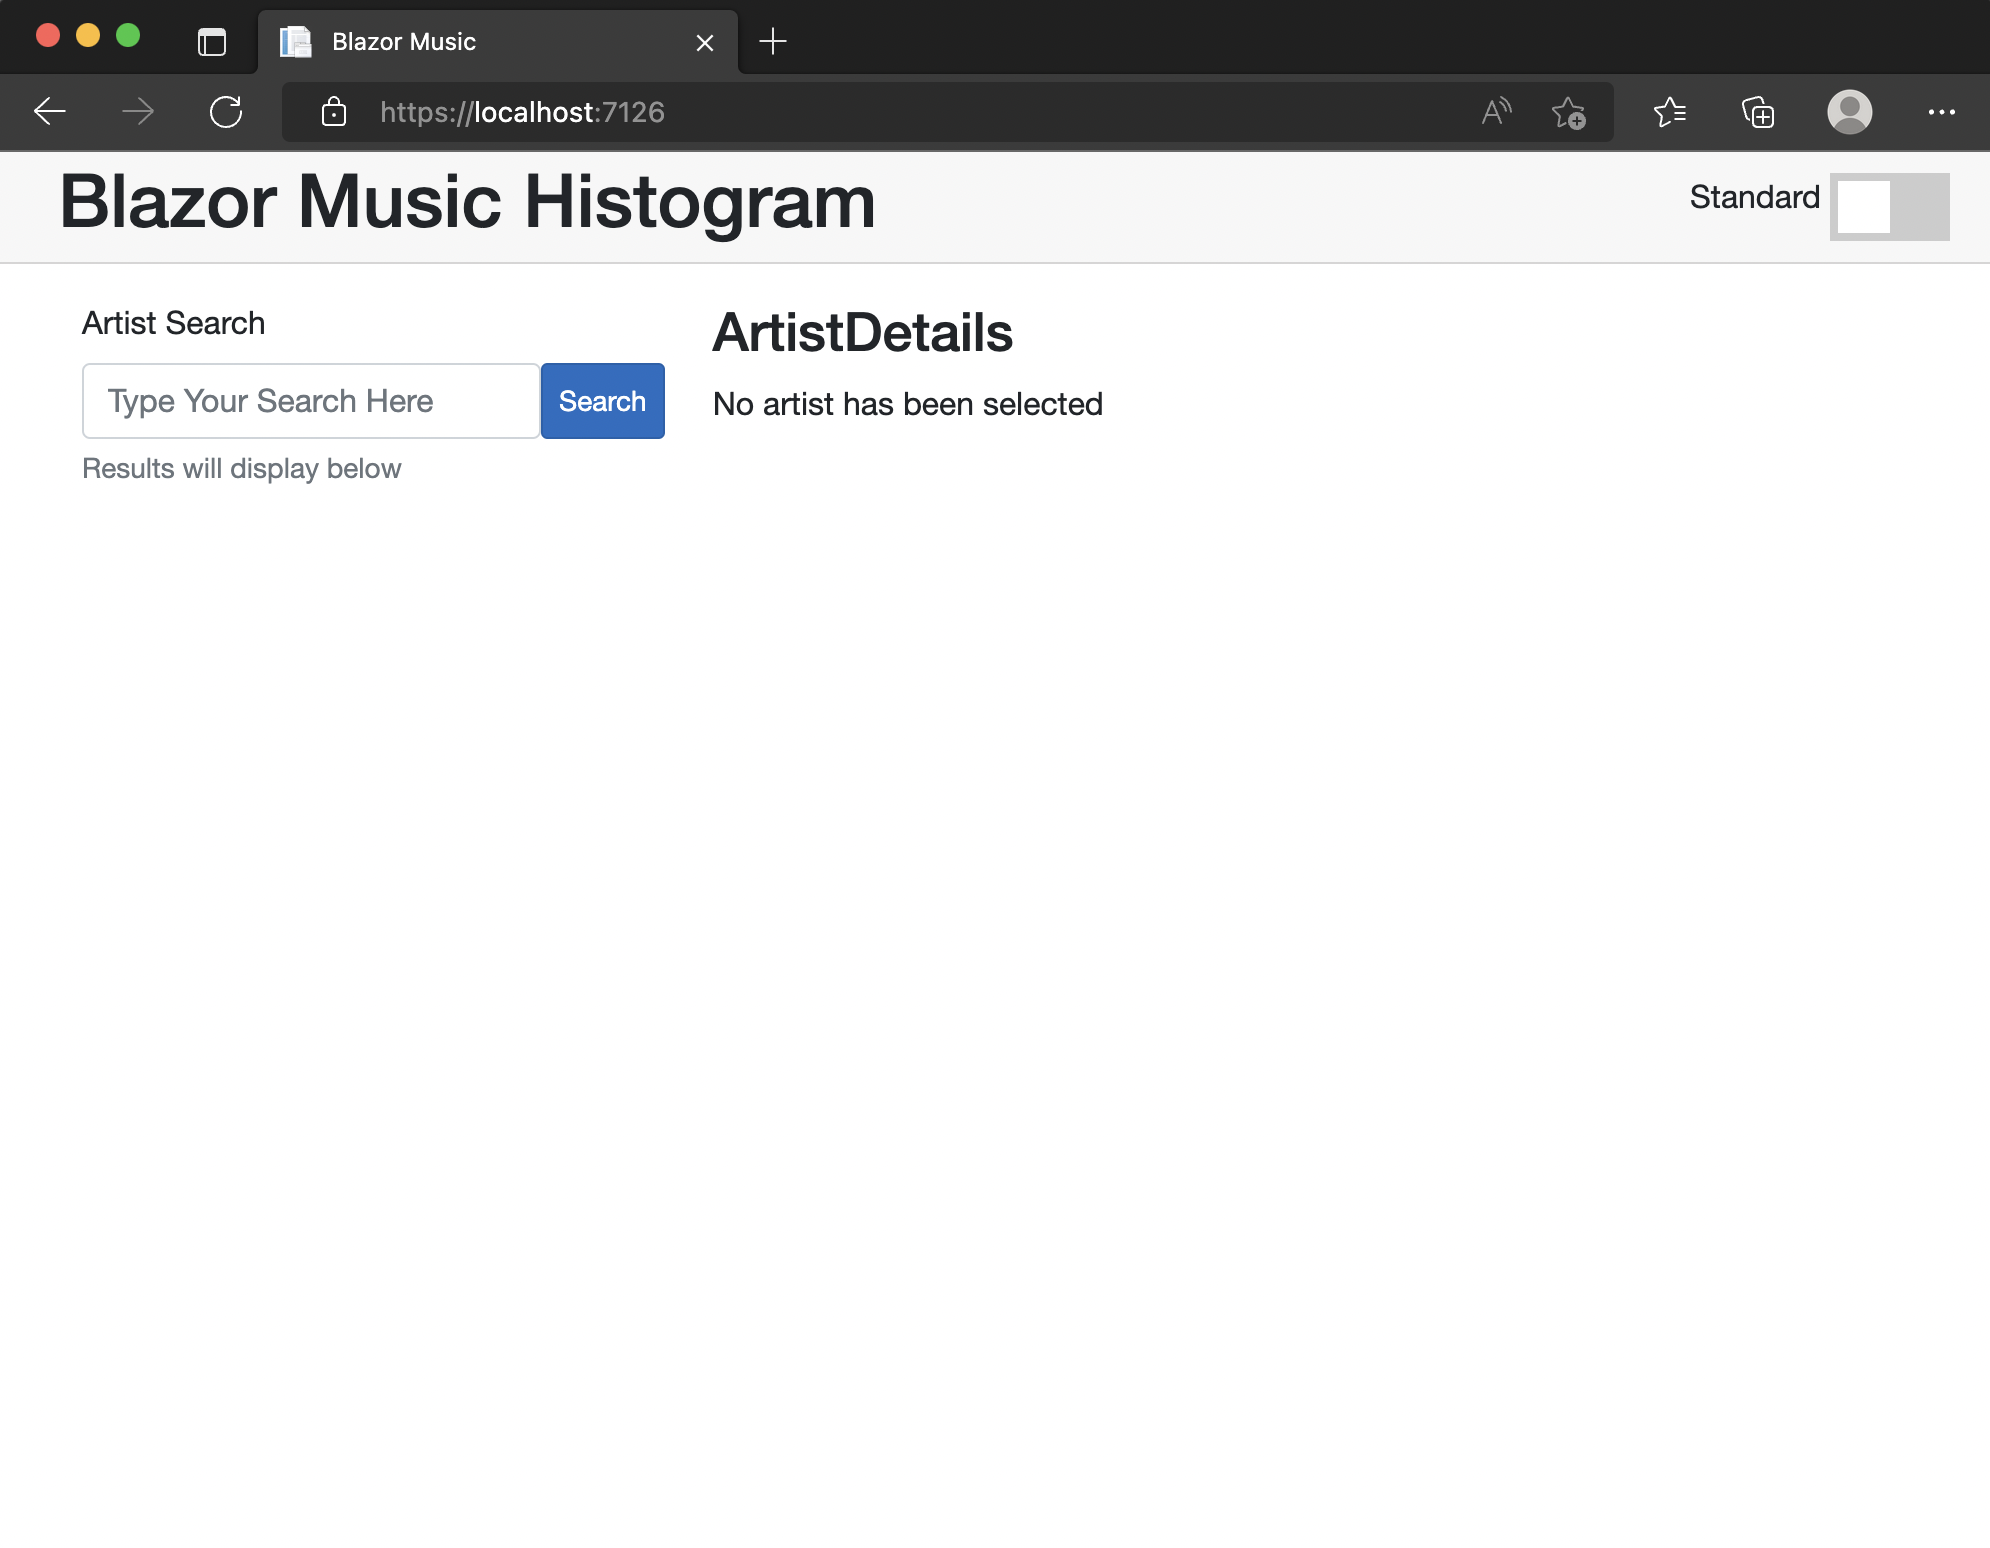 Blazor Music
https://localhost:7126
Blazor Music Histogram
Standard
Artist Search
Type Your Search Here
Search
Results will display below
ArtistDetails
No artist has been selected